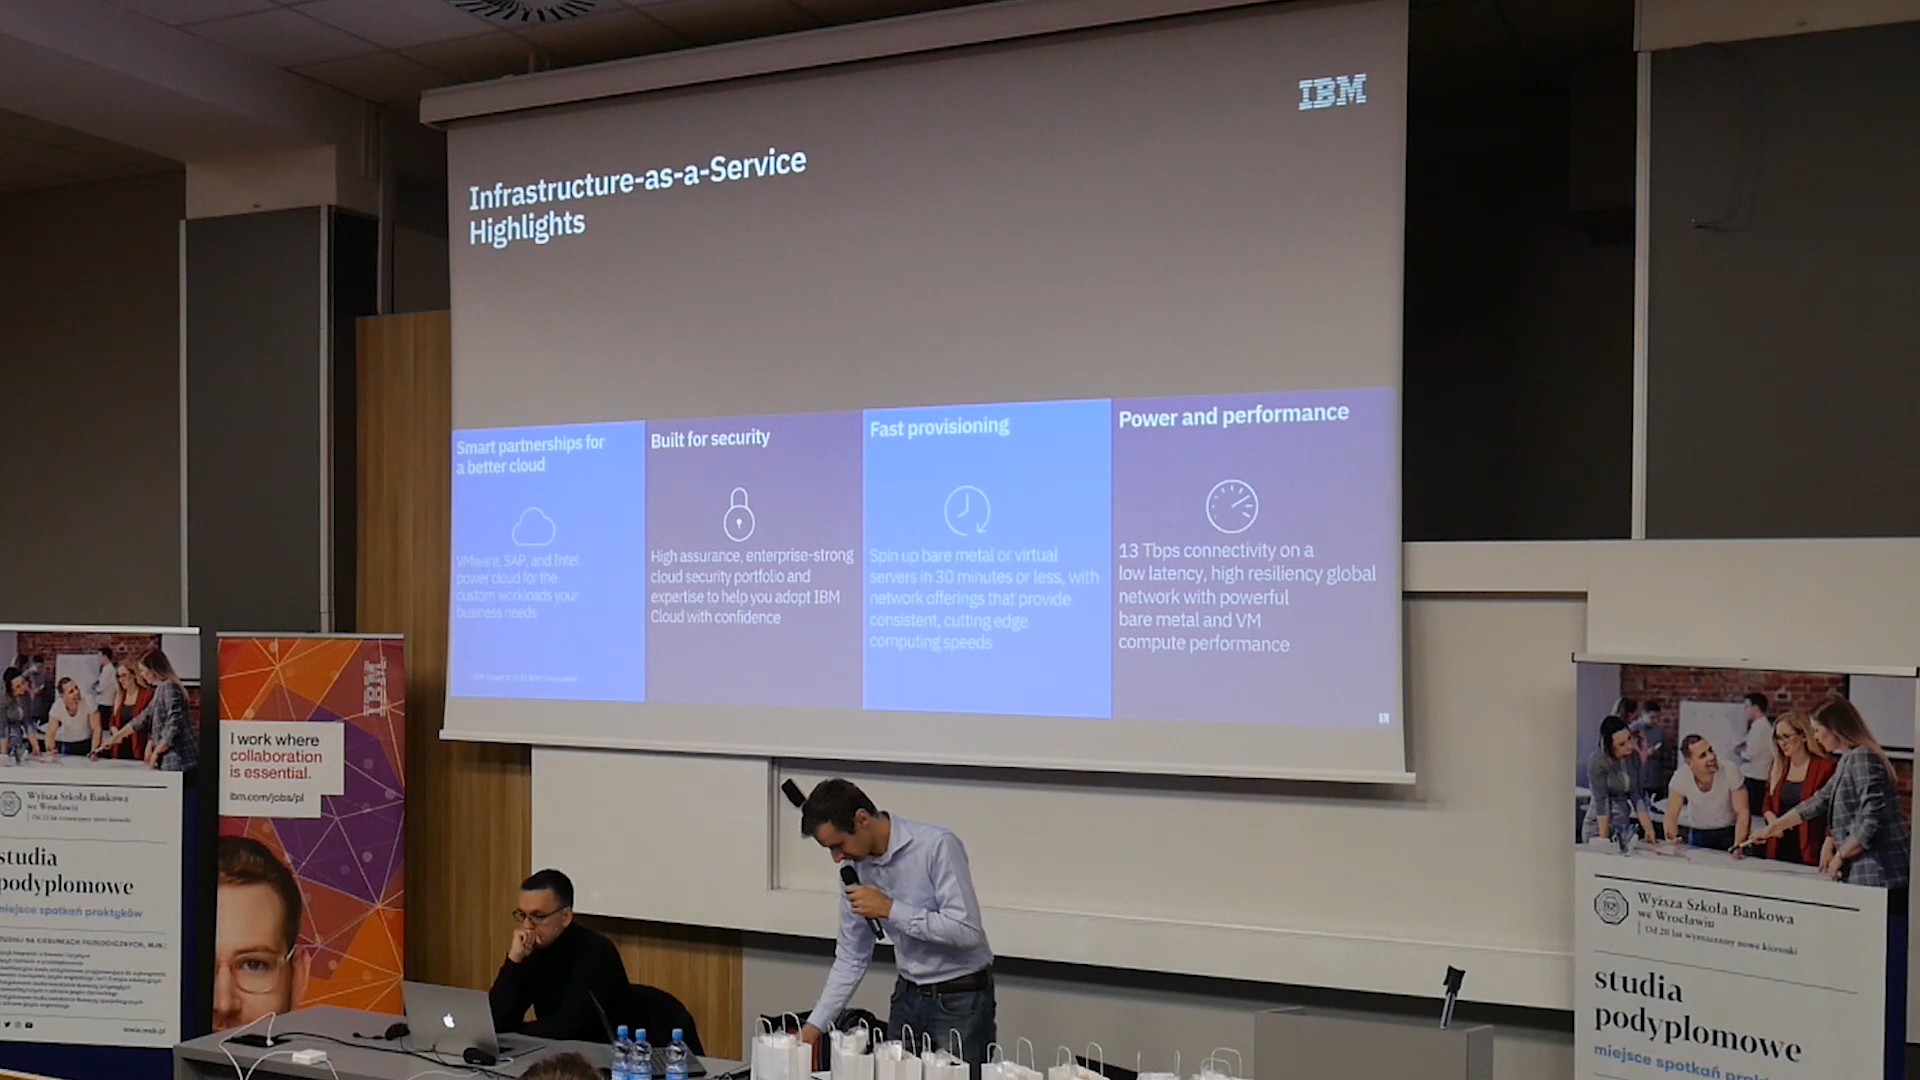 IBM
Infrastructure-as-a-Service
Highlights
Smart partnerships for
a better cloud
VMware, SAP, and Intel
power cloud for the
custom workloads your
business needs
Built for security
High assurance, enterprise-strong
cloud security portfolio and
expertise to help you adopt IBM
Cloud with confidence
Fast provisioning
Spin up bare metal or virtual
servers in 30 minutes or less, with
network offerings that provide
consistent, cutting edge
computing speeds
Power and performance
13 Tbps connectivity on a
low latency, high resiliency global
network with powerful
bare metal and VM
compute performance
Wyższa Szkoła Bankowa
we Wrocławiu
Od 20 lat wyznaczamy nowe kierunki
studia
podyplomowe
miejsce spotkań praktyków
www.wsb.pl
IBM
I work where
collaboration
is essential.
ibm.com/jobs/pl
Wyższa Szkoła Bankowa
we Wrocławiu
Od 20 lat wyznaczamy nowe kierunki
studia
podyplomowe
miejsce spotkań